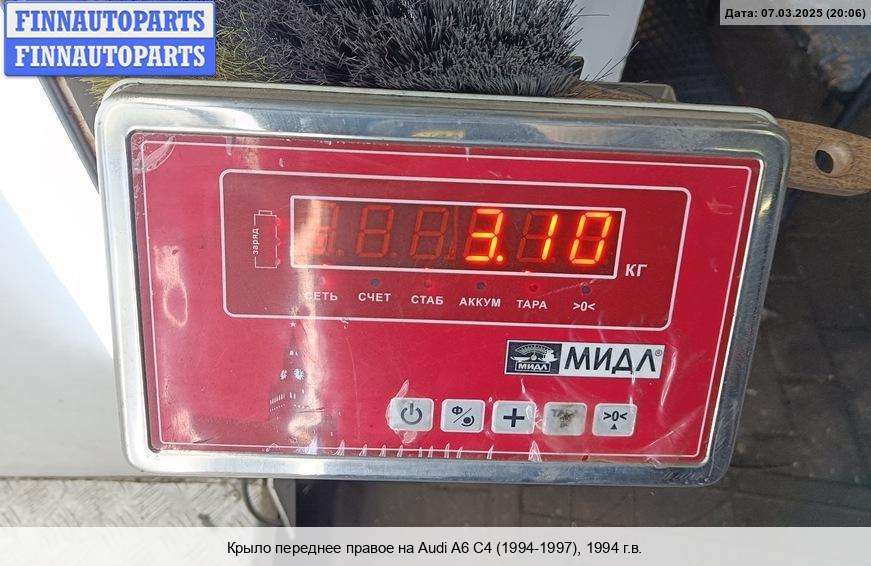 FINNAUTOPARTS
FINNAUTOPARTS
Дата: 07.03.2025 (20:06)
заряд
3.10
КГ
СЕТЬ СЧЕТ СТАБ АККУМ ТАРА >0<
МИДЛ МИДЛ®
Ф/ + >0<
Крыло переднее правое на Audi A6 C4 (1994-1997), 1994 г.в.